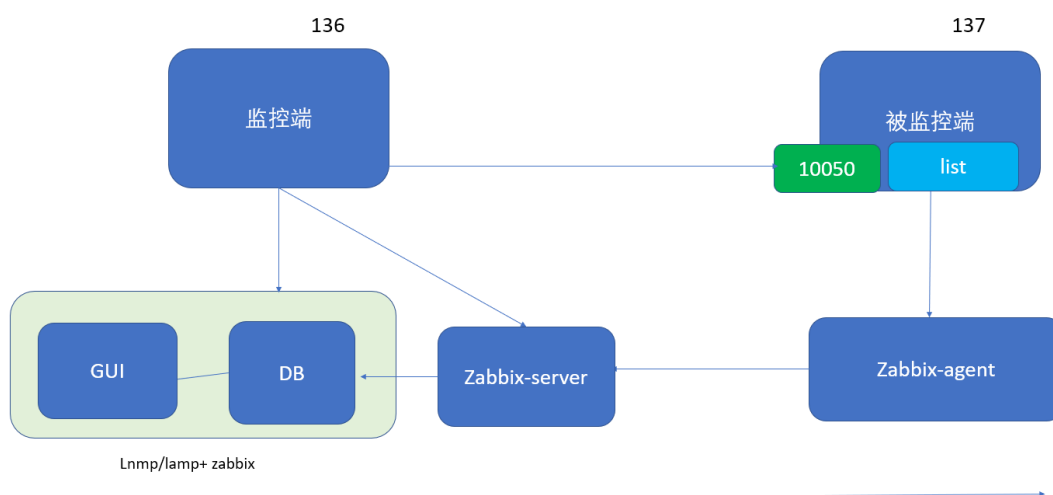 136
137
监控端
被监控端
10050
list
GUI
DB
Zabbix-server
Zabbix-agent
Lnmp/lamp+ zabbix